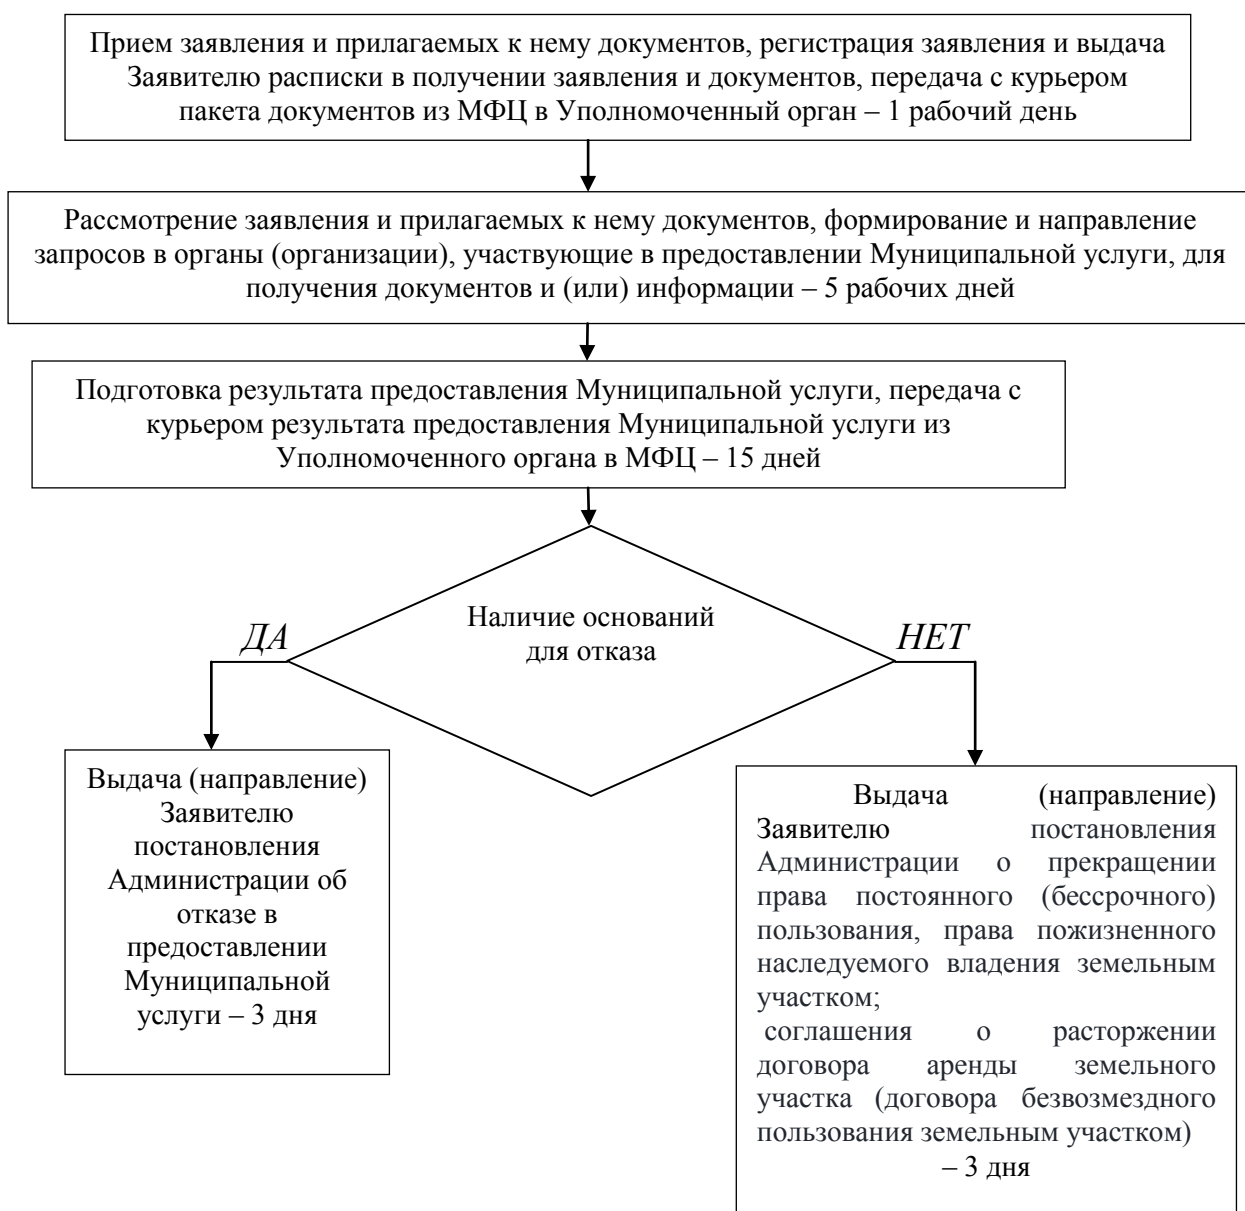 Прием заявления и прилагаемых к нему документов, регистрация заявления и выдача
Заявителю расписки в получении заявления и документов, передача с курьером
пакета документов из МФЦ в Уполномоченный орган – 1 рабочий день
Рассмотрение заявления и прилагаемых к нему документов, формирование и направление
запросов в органы (организации), участвующие в предоставлении Муниципальной услуги, для
получения документов и (или) информации – 5 рабочих дней
Подготовка результата предоставления Муниципальной услуги, передача с
курьером результата предоставления Муниципальной услуги из
Уполномоченного органа в МФЦ – 15 дней
Наличие оснований
для отказа
ДА
НЕТ
Выдача (направление)
Заявителю
постановления
Администрации об
отказе в
предоставлении
Муниципальной
услуги – 3 дня
Выдача (направление)
Заявителю постановления
Администрации о прекращении
права постоянного (бессрочного)
пользования, права пожизненного
наследуемого владения земельным
участком;
соглашения о расторжении
договора аренды земельного
участка (договора безвозмездного
пользования земельным участком)
– 3 дня